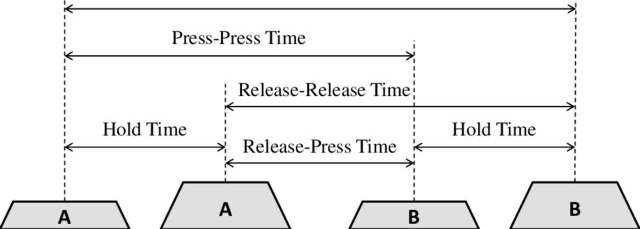 Press-Press Time
Release-Release Time
Hold Time
Hold Time
Release-Press Time
A
A
B
B